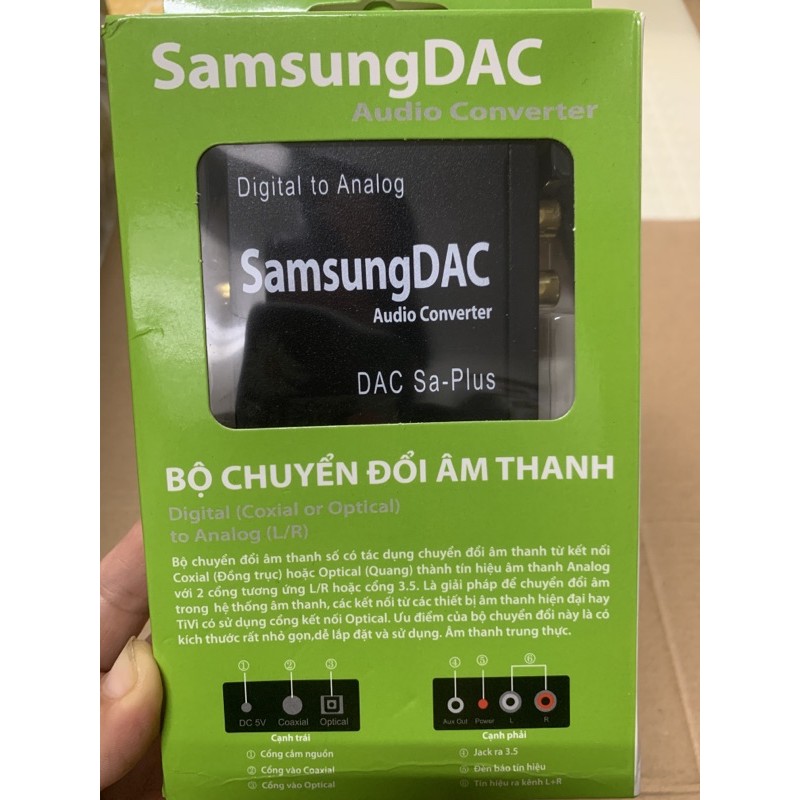 SamsungDAC
Audio Converter
Digital to Analog
SamsungDAC
Audio Converter
DAC Sa-Plus
BỘ CHUYỂN ĐỔI ÂM THANH
Digital (Coxial or Optical)
to Analog (L/R)
Bộ chuyển đổi âm thanh số có tác dụng chuyển đổi âm thanh từ kết nối
Coxial (Đồng trục) hoặc Optical (Quang) thành tín hiệu âm thanh Analog
với 2 cổng tương ứng L/R hoặc cổng 3.5. Là giải pháp để chuyển đổi âm
trong hệ thống âm thanh, các kết nối từ các thiết bị âm thanh hiện đại hay
TiVi có sử dụng cổng kết nối Optical. Ưu điểm của bộ chuyển đổi này là có
kích thước rất nhỏ gọn,dễ lắp đặt và sử dụng. Âm thanh trung thực.
① ② ③
DC 5V Coaxial Optical
Cạnh trái
① Cổng cắm nguồn
② Cổng vào Coaxial
③ Cổng vào Optical
④ ⑤ ⑥
Aux Out Power L R
Cạnh phải
④ Jack ra 3.5
⑤ Đèn báo tín hiệu
⑥ Tín hiệu ra kênh L+R